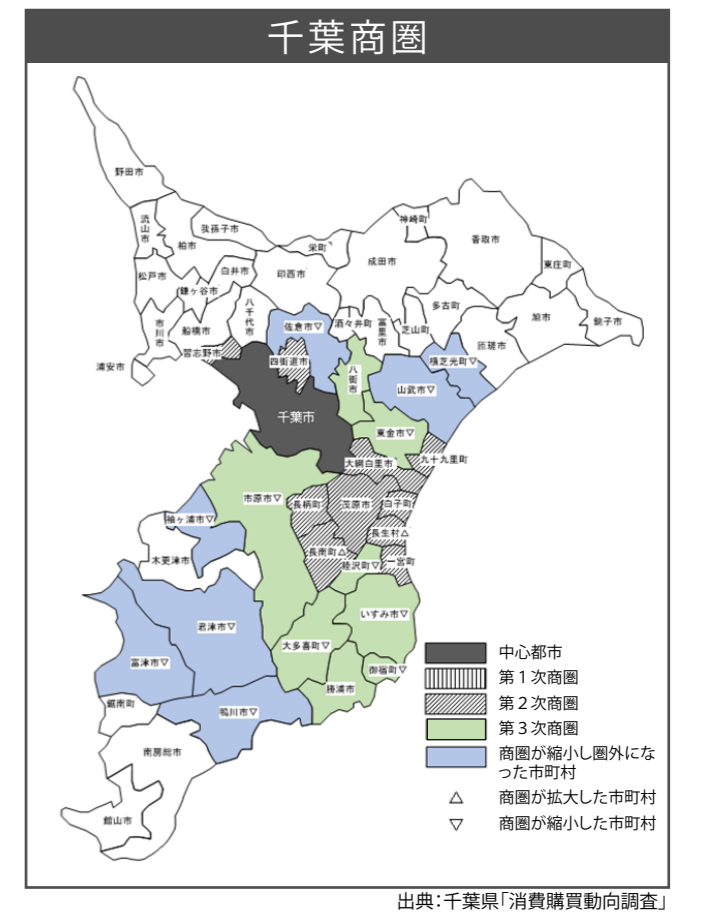 千葉商圏
野田市
流山市
我孫子市
柏市
神崎町
香取市
栄町
成田市
東庄町
松戸市
白井市
印西市
鎌ヶ谷市
八千代市
多古町
旭市
銚子市
市川市
船橋市
佐倉市▽
酒々井町
富里市
芝山町
匝瑳市
習志野市
浦安市
四街道市
八街市
横芝光町▽
山武市▽
千葉市
東金市▽
大網白里市
九十九里町
市原市▽
長柄町
茂原市
白子町
袖ヶ浦市▽
長生村△
木更津市
長南町△
睦沢町▽
一宮町
いすみ市▽
君津市▽
大多喜町▽
富津市▽
御宿町▽
勝浦市
鋸南町
鴨川市▽
南房総市
館山市
中心都市
第1次商圏
第2次商圏
第3次商圏
商圏が縮小し圏外にな
った市町村
△ 商圏が拡大した市町村
▽ 商圏が縮小した市町村
出典：千葉県「消費購買動向調査」